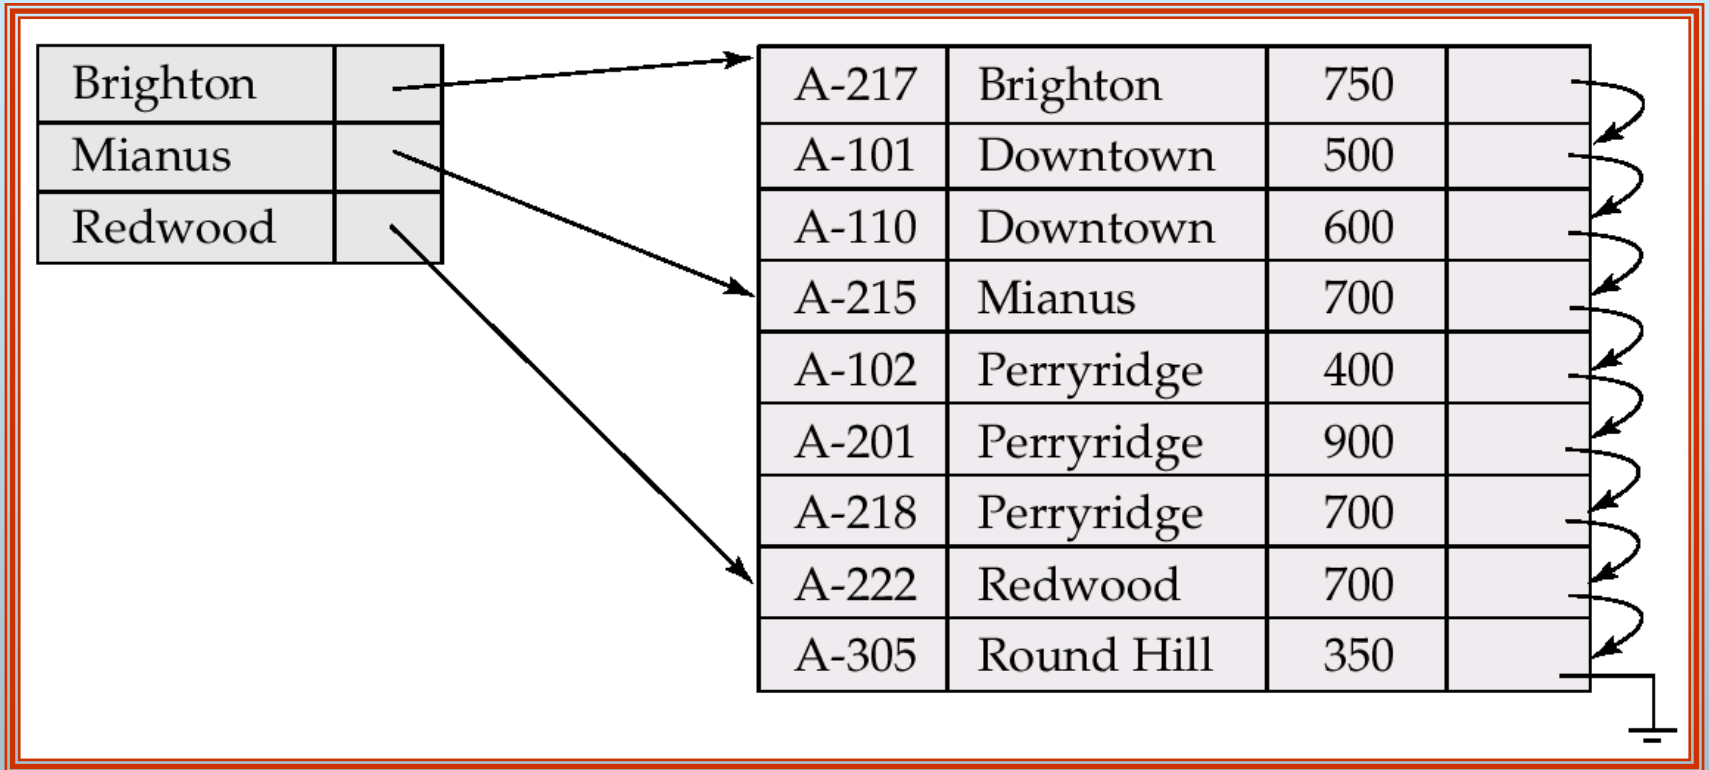 Brighton
Mianus
Redwood
A-217 Brighton 750
A-101 Downtown 500
A-110 Downtown 600
A-215 Mianus 700
A-102 Perryridge 400
A-201 Perryridge 900
A-218 Perryridge 700
A-222 Redwood 700
A-305 Round Hill 350